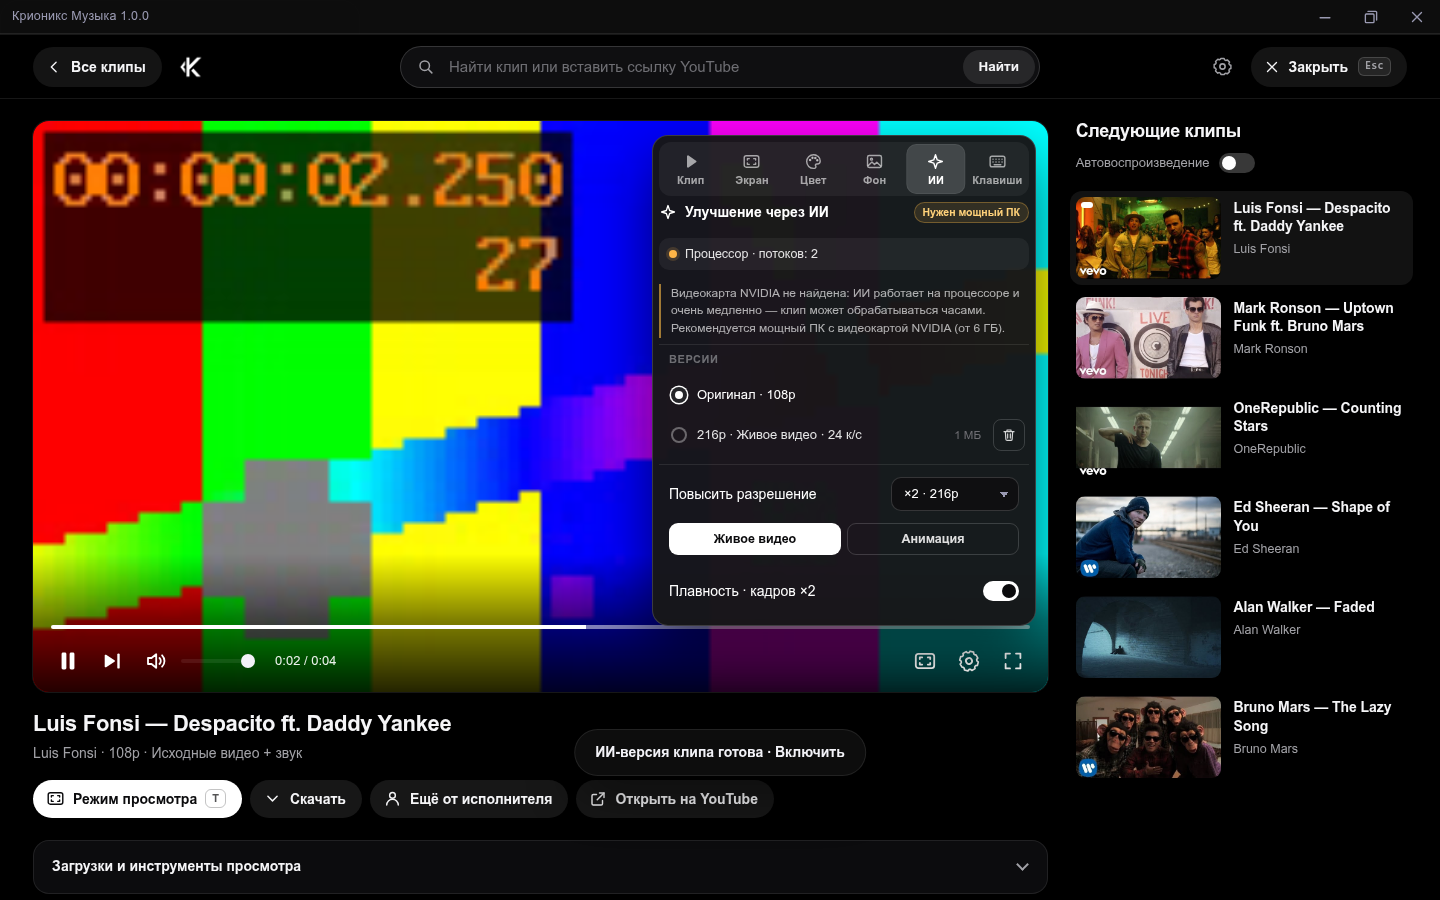 Крионикс Музыка 1.0.0
Все клипы
Найти клип или вставить ссылку YouTube
Найти
Закрыть
Esc
00:00:02.250
27
Клип
Экран
Цвет
Фон
ИИ
Клавиши
Улучшение через ИИ
Нужен мощный ПК
Процессор · потоков: 2
Видеокарта NVIDIA не найдена: ИИ работает на процессоре и
очень медленно — клип может обрабатываться часами.
Рекомендуется мощный ПК с видеокартой NVIDIA (от 6 ГБ).
ВЕРСИИ
Оригинал · 108p
216p · Живое видео · 24 к/с
1 МБ
Повысить разрешение
×2 · 216p
Живое видео
Анимация
Плавность · кадров ×2
0:02 / 0:04
Luis Fonsi — Despacito ft. Daddy Yankee
Luis Fonsi · 108p · Исходные видео + звук
ИИ-версия клипа готова · Включить
Режим просмотра
T
Скачать
Ещё от исполнителя
Открыть на YouTube
Загрузки и инструменты просмотра
Следующие клипы
Автовоспроизведение
vevo
Luis Fonsi — Despacito
ft. Daddy Yankee
Luis Fonsi
LIVE
TONIC
vevo
Mark Ronson — Uptown
Funk ft. Bruno Mars
Mark Ronson
vevo
OneRepublic — Counting
Stars
OneRepublic
Ed Sheeran — Shape of
You
Ed Sheeran
Alan Walker — Faded
Alan Walker
Bruno Mars — The Lazy
Song
Bruno Mars